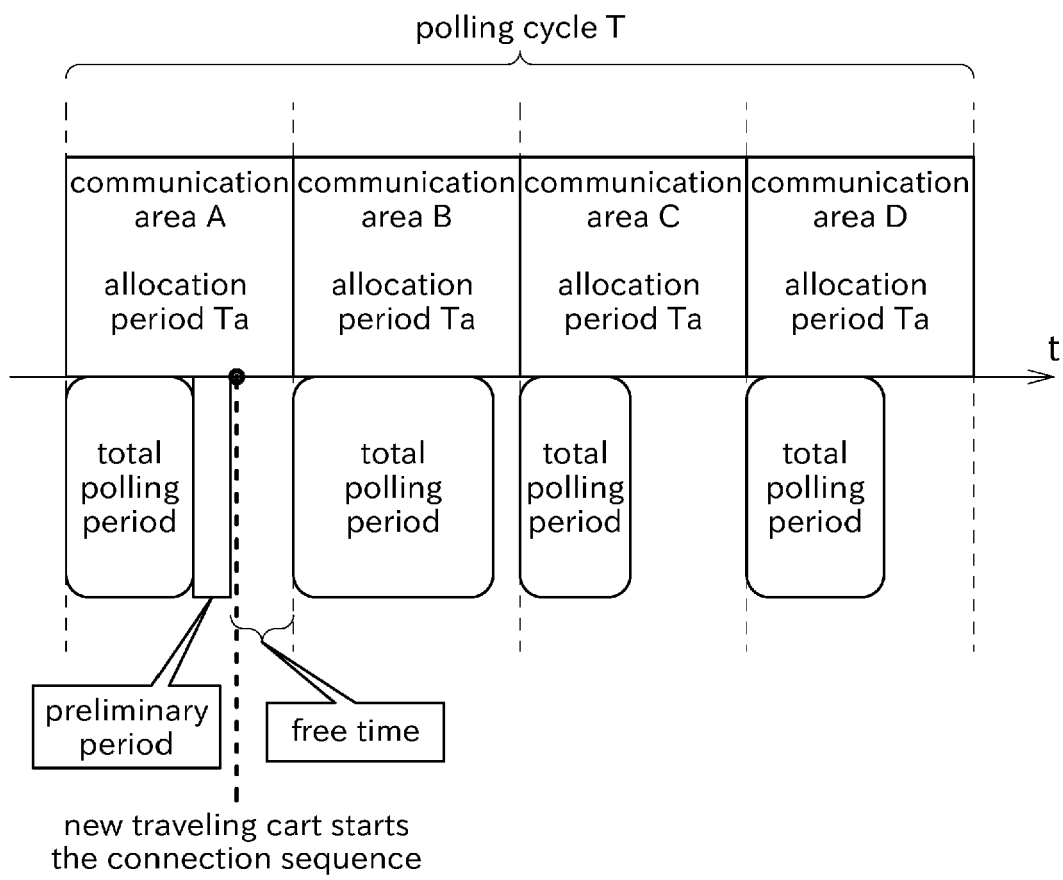 polling cycle T
communication
area A
allocation
period Ta
communication
area B
allocation
period Ta
communication
area C
allocation
period Ta
communication
area D
allocation
period Ta
t
total
polling
period
total
polling
period
total
polling
period
total
polling
period
preliminary
period
free time
new traveling cart starts
the connection sequence